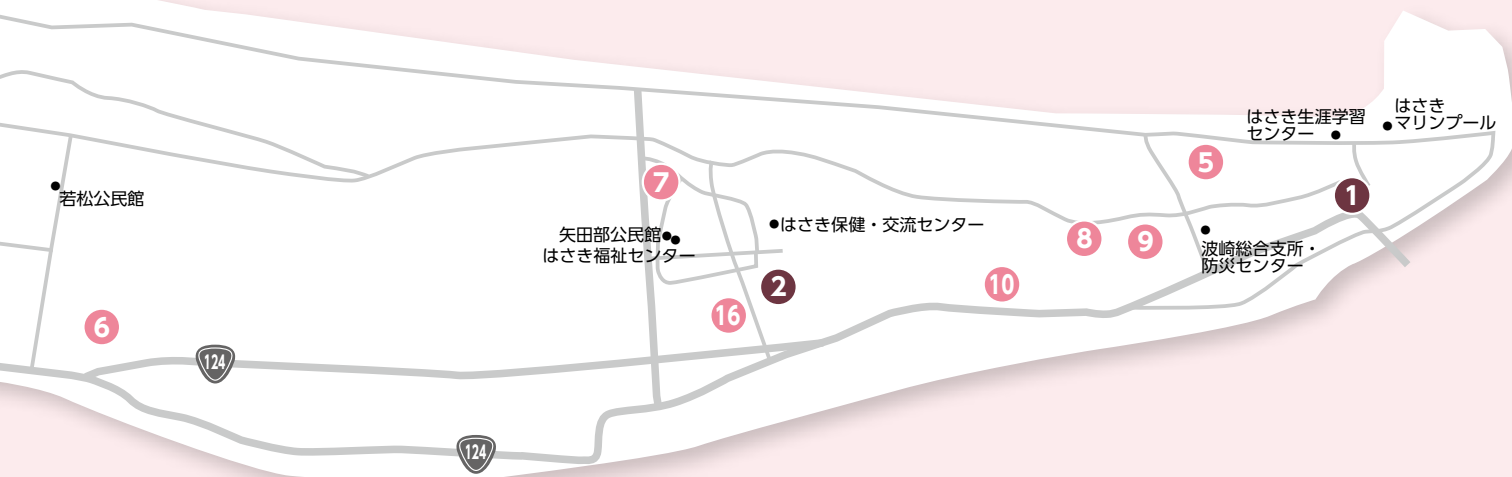 はさき
マリンプール
はさき生涯学習
センター
5
7
若松公民館
1
はさき保健・交流センター
矢田部公民館
はさき福祉センター
8
9
波崎総合支所・
防災センター
2
10
16
6
124
124